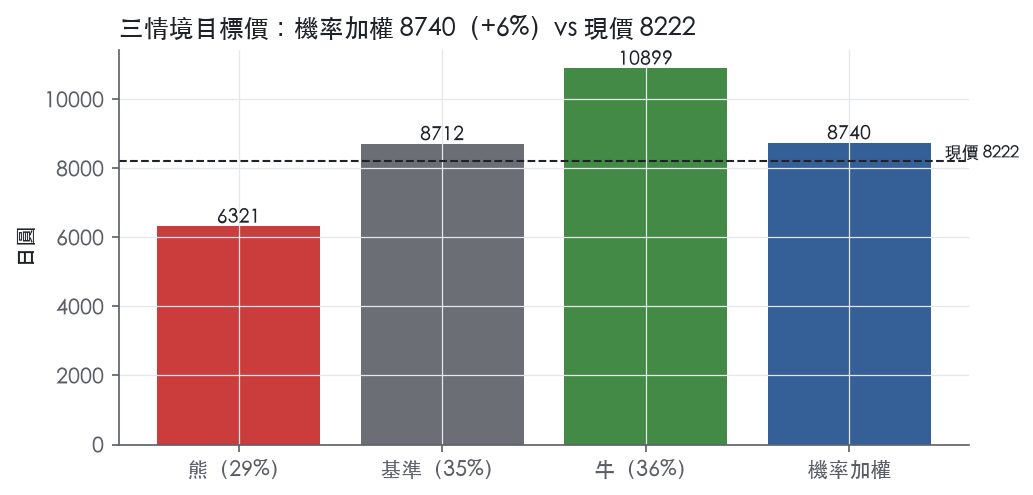 三情境目標價：機率加權 8740（+6%）vs 現價 8222
日圓
10000
8000
6000
4000
2000
0
6321
8712
10899
8740
現價 8222
熊（29%）
基準（35%）
牛（36%）
機率加權